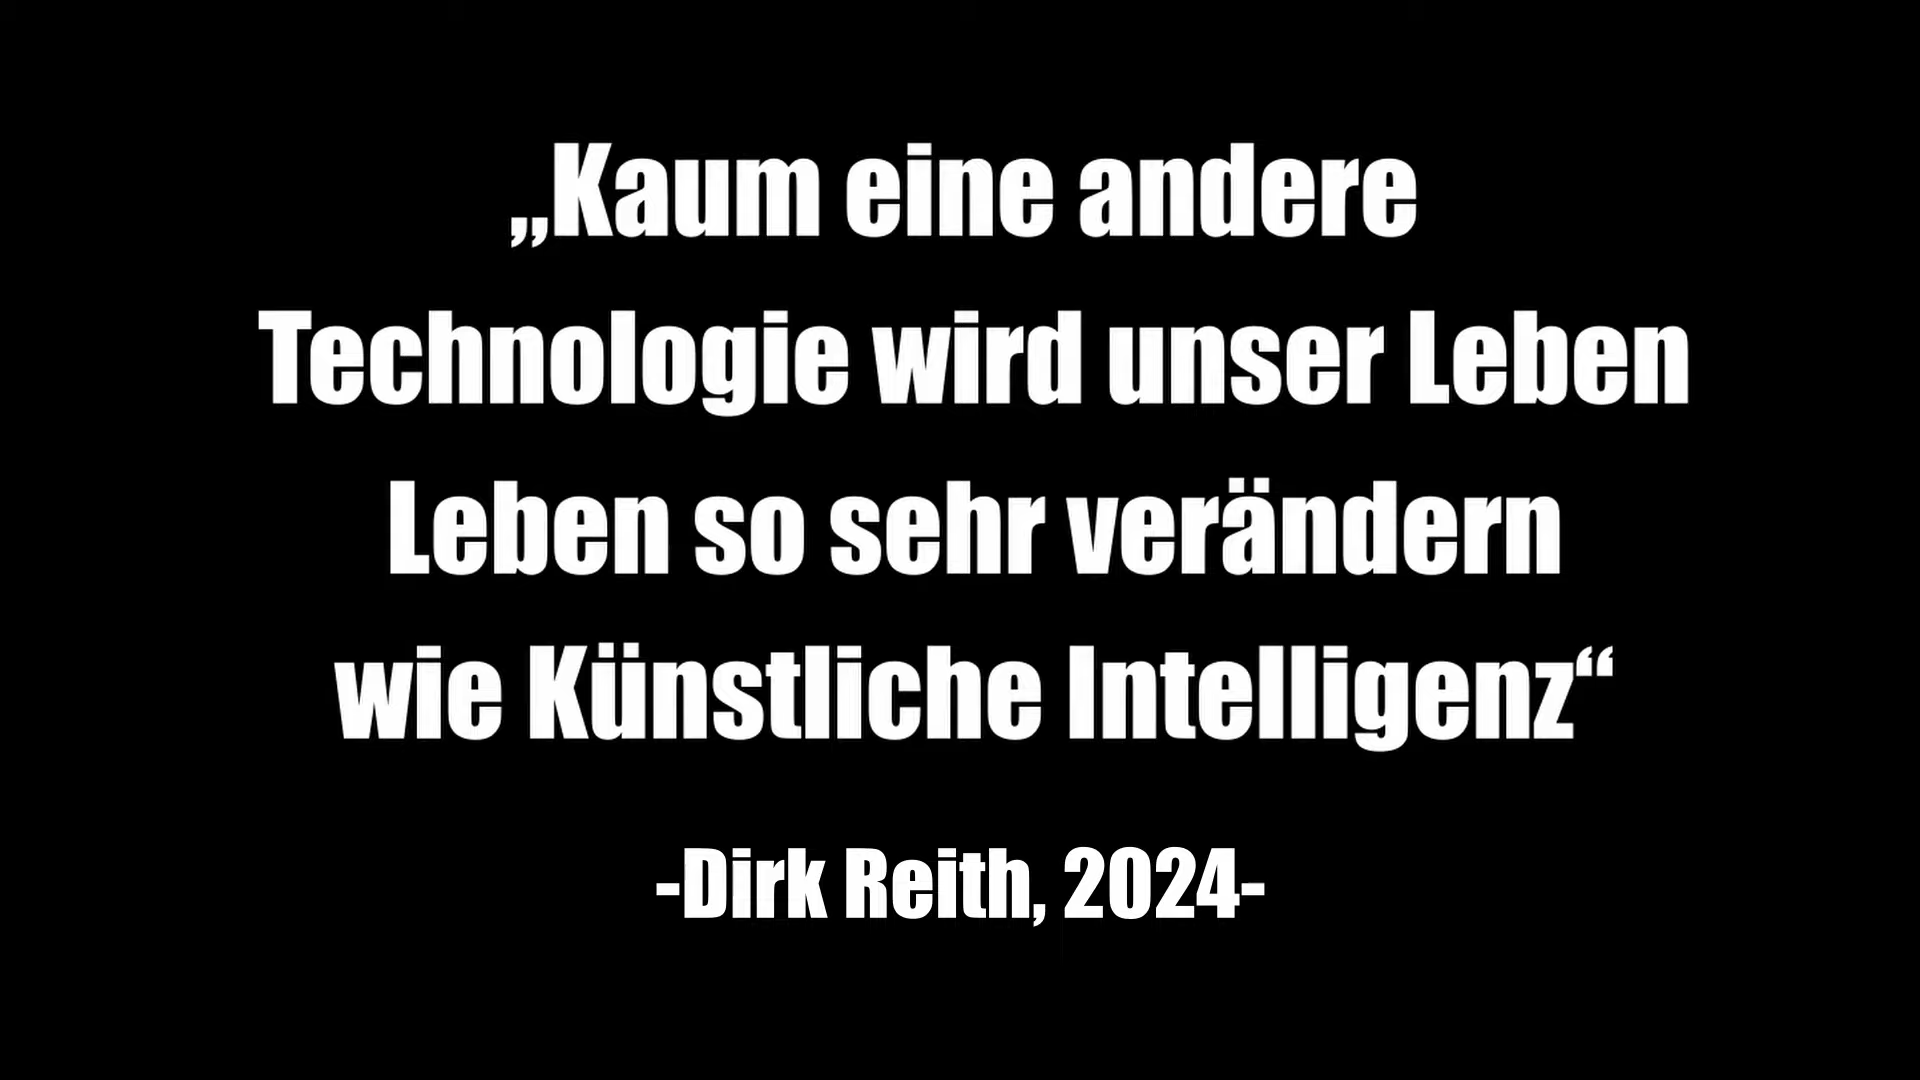 „Kaum eine andere
Technologie wird unser Leben
Leben so sehr verändern
wie Künstliche Intelligenz“
-Dirk Reith, 2024-